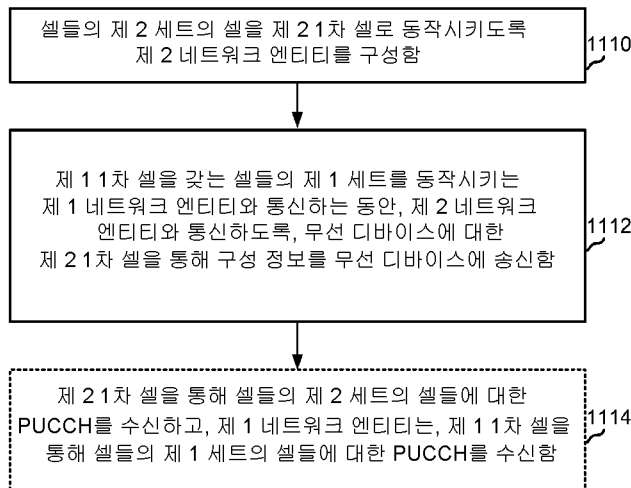 셀들의 제 2 세트의 셀을 제 2 1차 셀로 동작시키도록
제 2 네트워크 엔티티를 구성함
1110
제 1 1차 셀을 갖는 셀들의 제 1 세트를 동작시키는
제 1 네트워크 엔티티와 통신하는 동안, 제 2 네트워크
엔티티와 통신하도록, 무선 디바이스에 대한
제 2 1차 셀을 통해 구성 정보를 무선 디바이스에 송신함
1112
제 2 1차 셀을 통해 셀들의 제 2 세트의 셀들에 대한
PUCCH를 수신하고, 제 1 네트워크 엔티티는, 제 1 1차 셀을
통해 셀들의 제 1 세트의 셀들에 대한 PUCCH를 수신함
1114